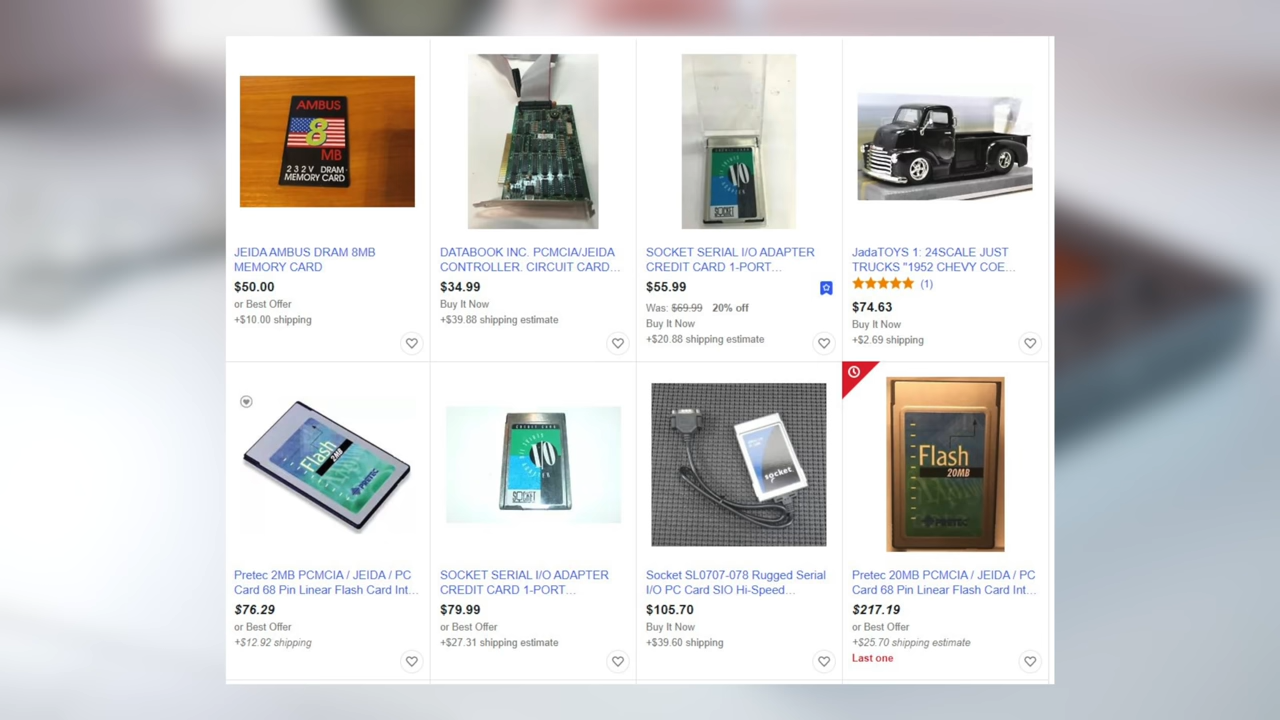 AMBUS
8
MB
232V DRAM
MEMORY CARD
CREDIT CARD
I/O
SOCKET
JEIDA AMBUS DRAM 8MB
MEMORY CARD
$50.00
or Best Offer
+$10.00 shipping
DATABOOK INC. PCMCIA/JEIDA
CONTROLLER. CIRCUIT CARD...
$34.99
Buy It Now
+$39.88 shipping estimate
SOCKET SERIAL I/O ADAPTER
CREDIT CARD 1-PORT...
$55.99
Was: $69.99 20% off
Buy It Now
+$20.88 shipping estimate
JadaTOYS 1: 24SCALE JUST
TRUCKS "1952 CHEVY COE...
(1)
$74.63
Buy It Now
+$2.69 shipping
Flash
2MB
PRETEC
CREDIT CARD
I/O
SOCKET
socket
Flash
20MB
PRETEC
Pretec 2MB PCMCIA / JEIDA / PC
Card 68 Pin Linear Flash Card Int...
$76.29
or Best Offer
+$12.92 shipping
SOCKET SERIAL I/O ADAPTER
CREDIT CARD 1-PORT...
$79.99
or Best Offer
+$27.31 shipping estimate
Socket SL0707-078 Rugged Serial
I/O PC Card SIO Hi-Speed...
$105.70
Buy It Now
+$39.60 shipping
Pretec 20MB PCMCIA / JEIDA / PC
Card 68 Pin Linear Flash Card Int...
$217.19
or Best Offer
+$25.70 shipping estimate
Last one